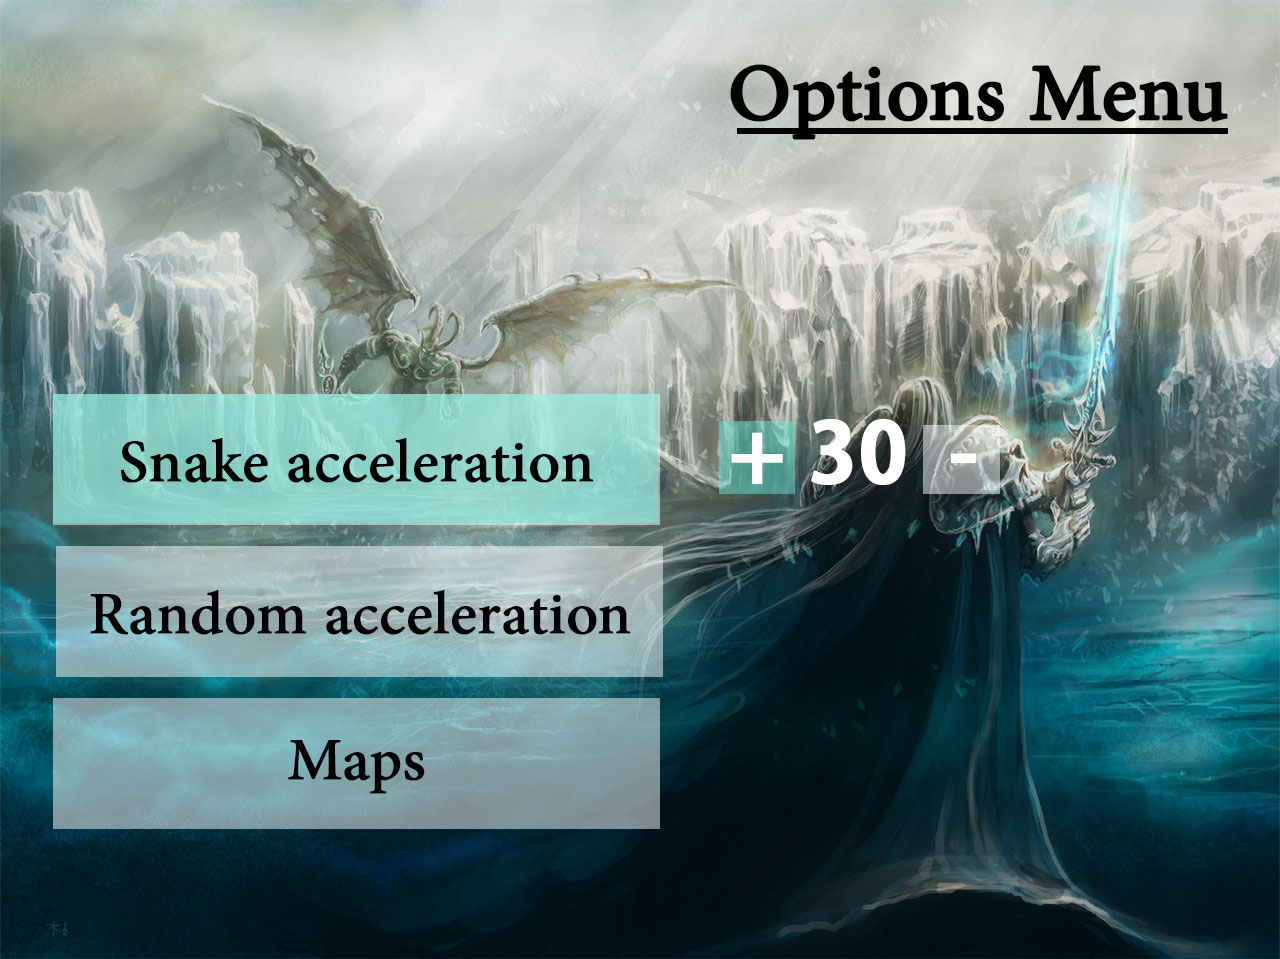 Options Menu
Snake acceleration
+ 30 -
Random acceleration
Maps